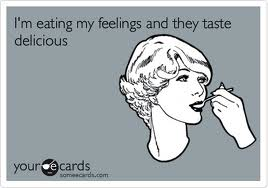 I'm eating my feelings and they taste
delicious
your ecards
someecards.com